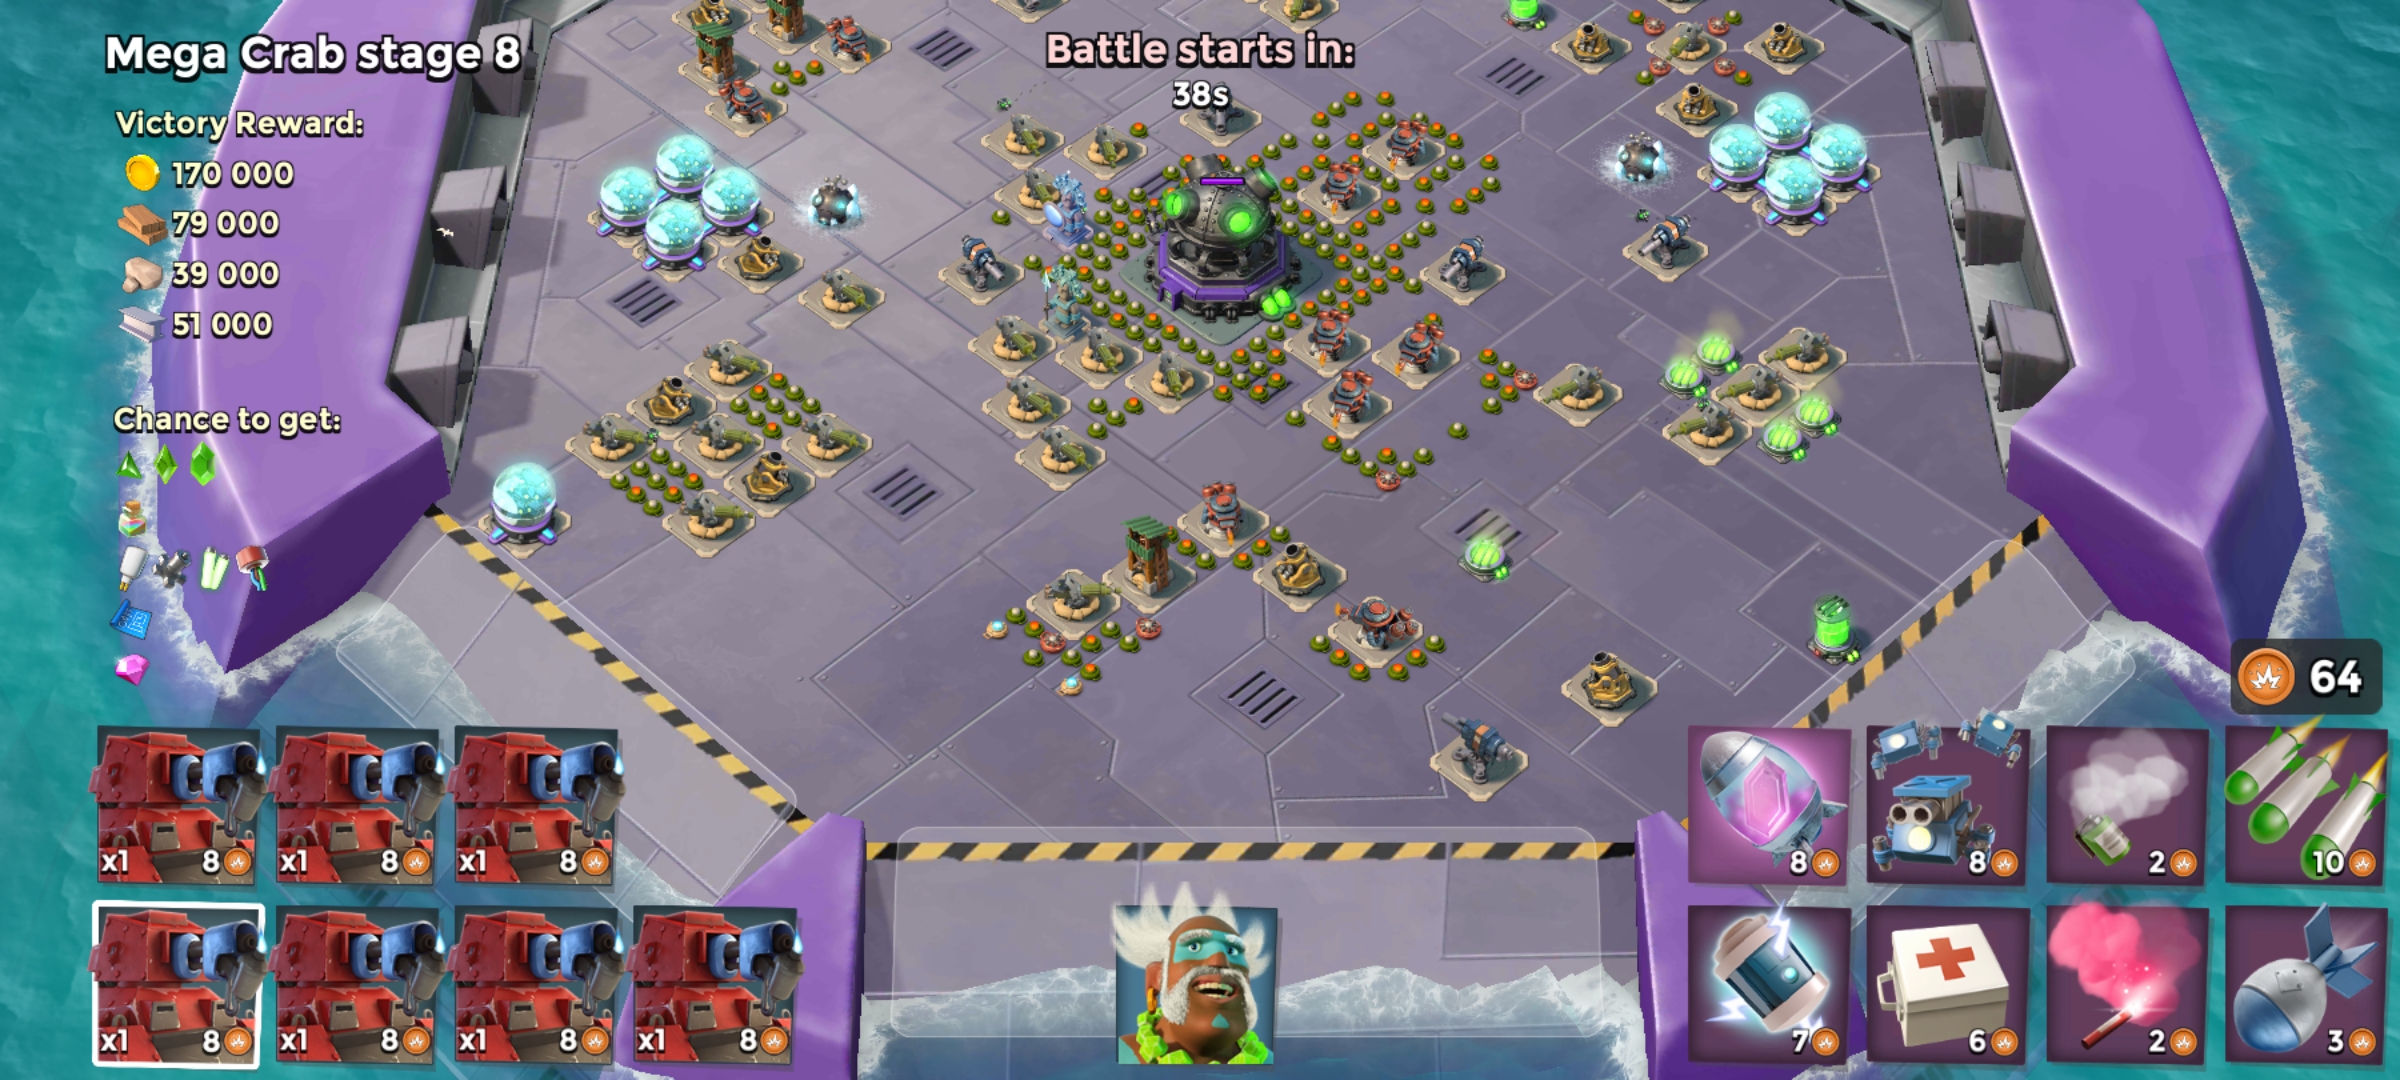 Mega Crab stage 8
Battle starts in:
38s
Victory Reward:
170 000
79 000
39 000
51 000
Chance to get:
64
x1 8
x1 8
x1 8
8
8
2
10
x1 8
x1 8
x1 8
x1 8
7
6
2
3